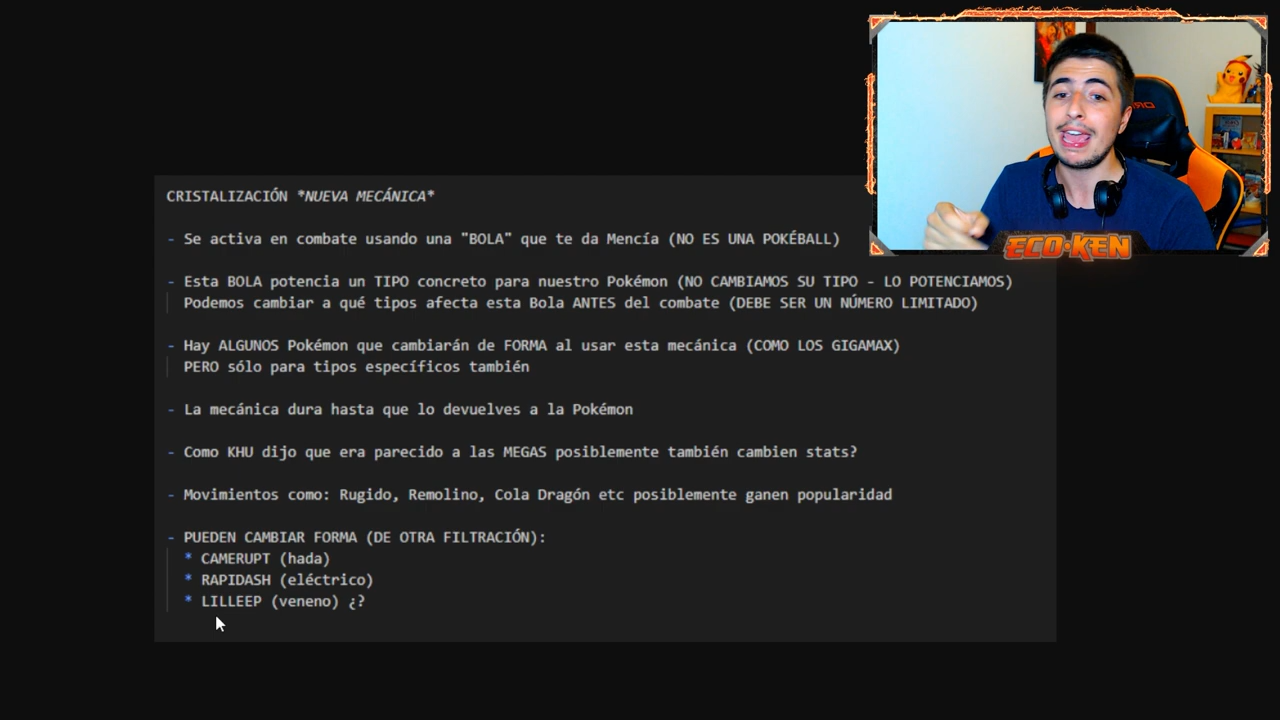 CRISTALIZACIÓN *NUEVA MECÁNICA*
- Se activa en combate usando una "BOLA" que te da Mencía (NO ES UNA POKÉBALL)
- Esta BOLA potencia un TIPO concreto para nuestro Pokémon (NO CAMBIAMOS SU TIPO - LO POTENCIAMOS)
Podemos cambiar a qué tipos afecta esta Bola ANTES del combate (DEBE SER UN NÚMERO LIMITADO)
- Hay ALGUNOS Pokémon que cambiarán de FORMA al usar esta mecánica (COMO LOS GIGAMAX)
PERO sólo para tipos específicos también
- La mecánica dura hasta que lo devuelves a la Pokémon
- Como KHU dijo que era parecido a las MEGAS posiblemente también cambien stats?
- Movimientos como: Rugido, Remolino, Cola Dragón etc posiblemente ganen popularidad
- PUEDEN CAMBIAR FORMA (DE OTRA FILTRACIÓN):
* CAMERUPT (hada)
* RAPIDASH (eléctrico)
* LILLEEP (veneno) ¿?
ECO-KEN